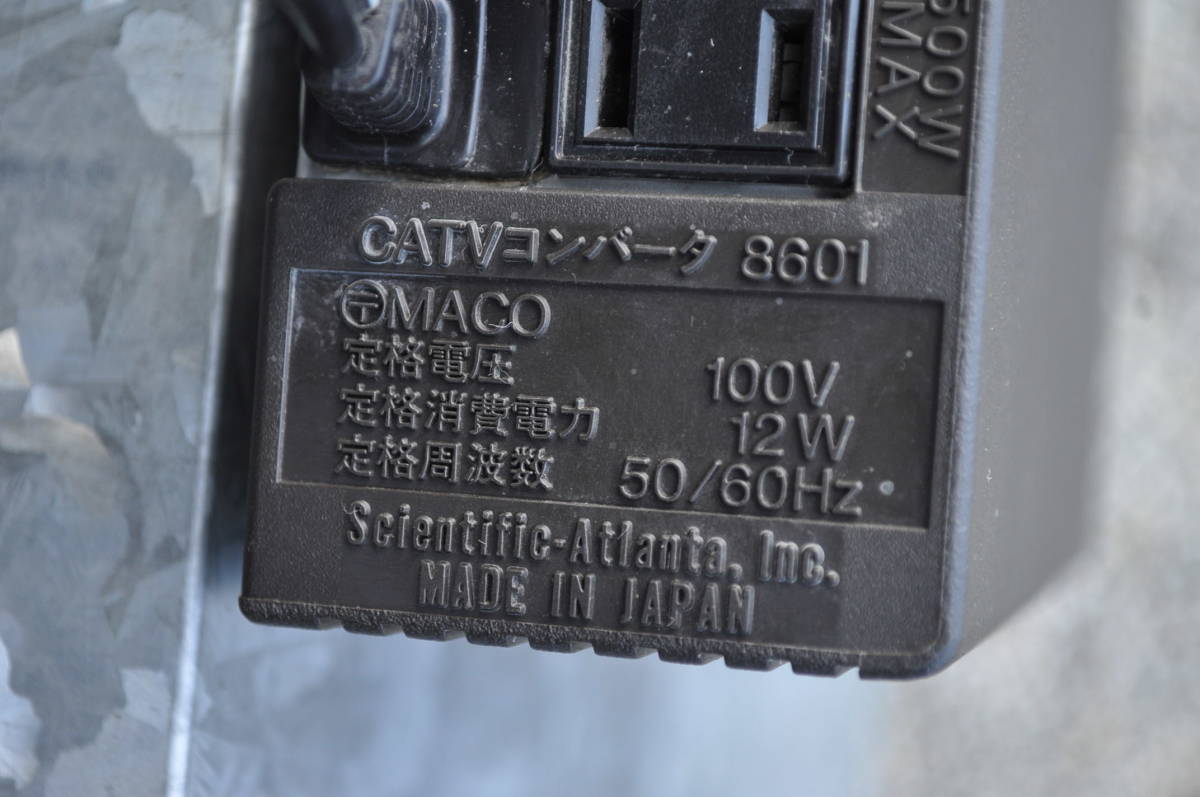 500W
MAX
CATVコンバータ 8601
〶MACO
定格電圧 100V
定格消費電力 12W
定格周波数 50/60Hz
Scientific-Atlanta, Inc.
MADE IN JAPAN